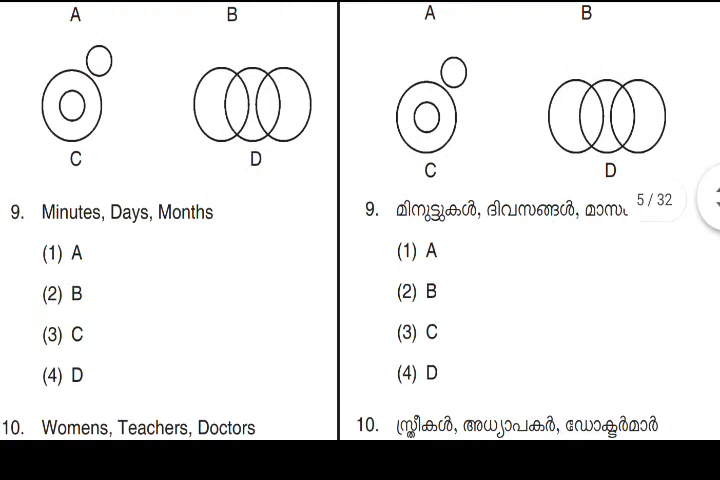 A B
C D
9. Minutes, Days, Months
(1) A
(2) B
(3) C
(4) D
10. Womens, Teachers, Doctors
A B
C D
9. മിനുട്ടുകൾ, ദിവസങ്ങൾ,
5 / 32
(1) A
(2) B
(3) C
(4) D
10. സ്ത്രീകൾ, അധ്യാപകർ, ഡോക്ടർമാർ